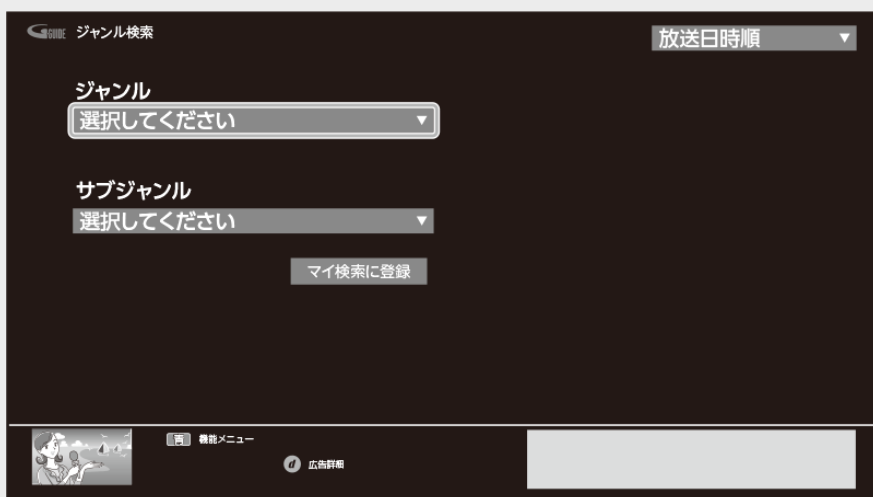 G GUIDE ジャンル検索
放送日時順 ▼
ジャンル
選択してください ▼
サブジャンル
選択してください ▼
マイ検索に登録
画 機能メニュー
d 広告詳細